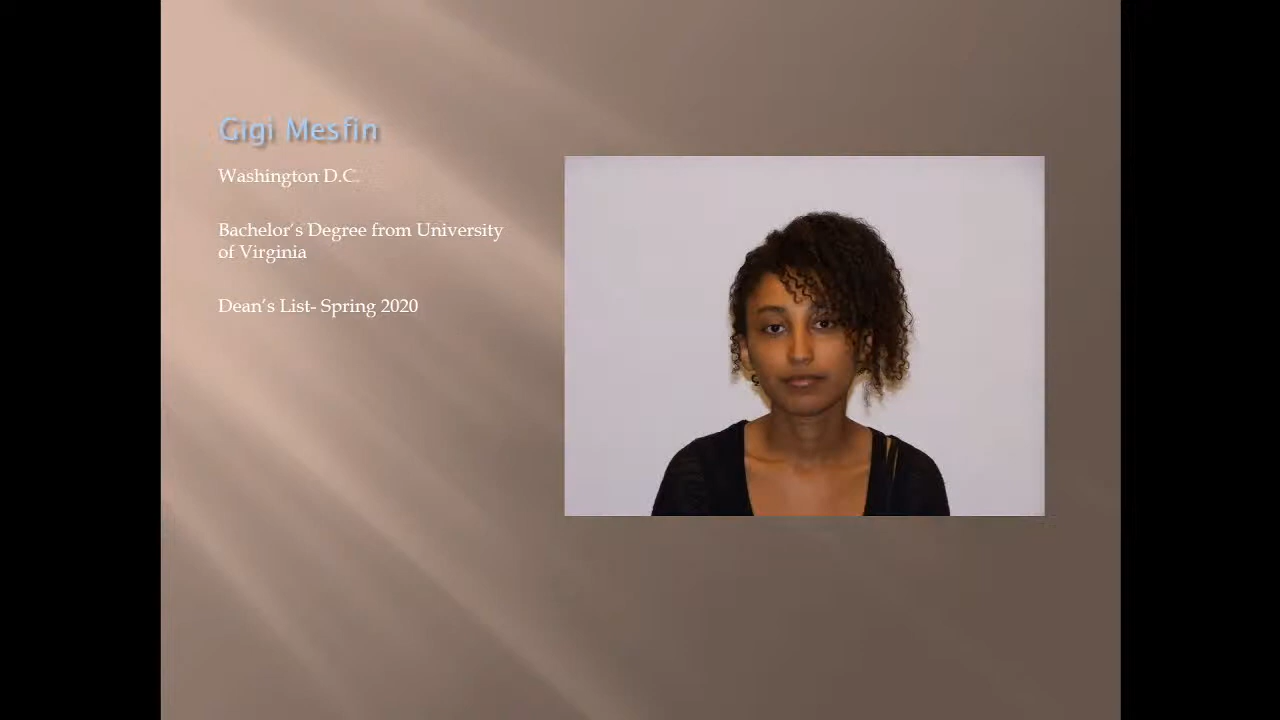 Gigi Mesfin
Washington D.C.
Bachelor’s Degree from University
of Virginia
Dean’s List- Spring 2020